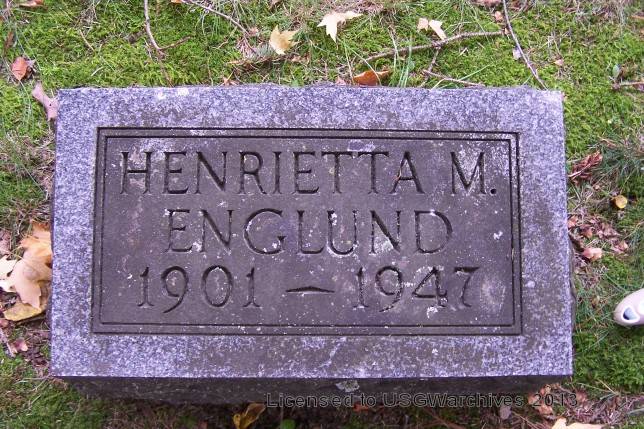 HENRIETTA M.
ENGLUND
1901 — 1947
Licensed to USGWarchives 2013